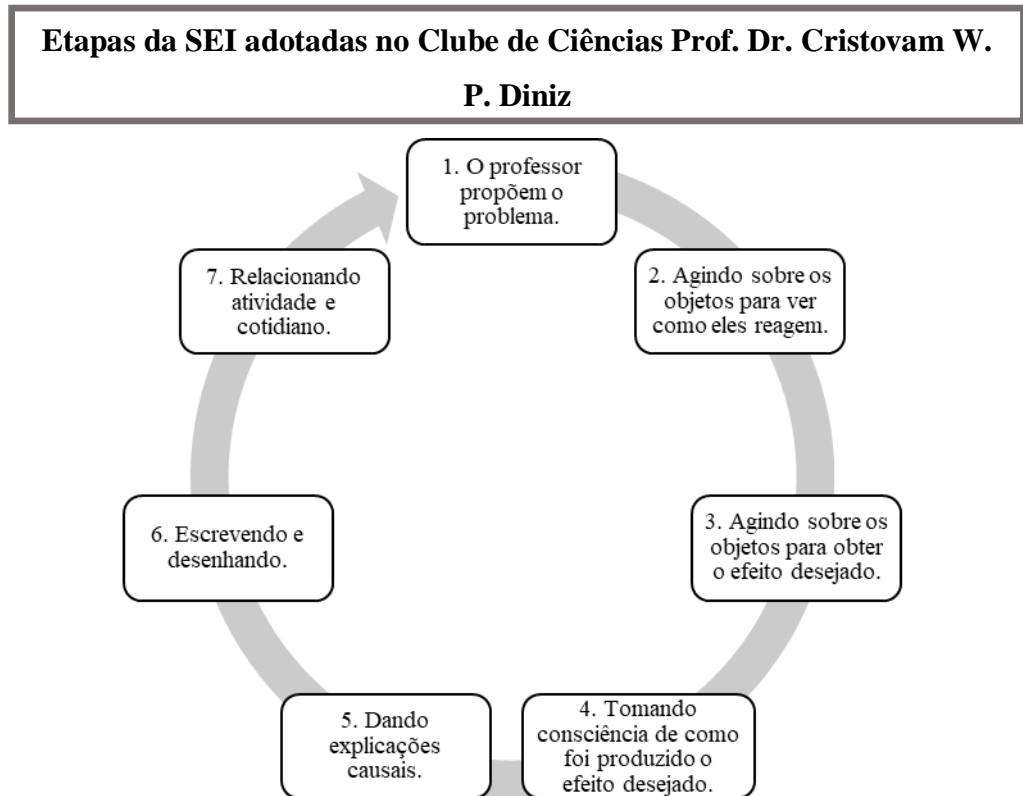 Etapas da SEI adotadas no Clube de Ciências Prof. Dr. Cristovam W.
P. Diniz
1. O professor
propõem o
problema.
2. Agindo sobre os
objetos para ver
como eles reagem.
3. Agindo sobre os
objetos para obter
o efeito desejado.
4. Tomando
consciência de como
foi produzido o
efeito desejado.
5. Dando
explicações
causais.
6. Escrevendo e
desenhando.
7. Relacionando
atividade e
cotidiano.